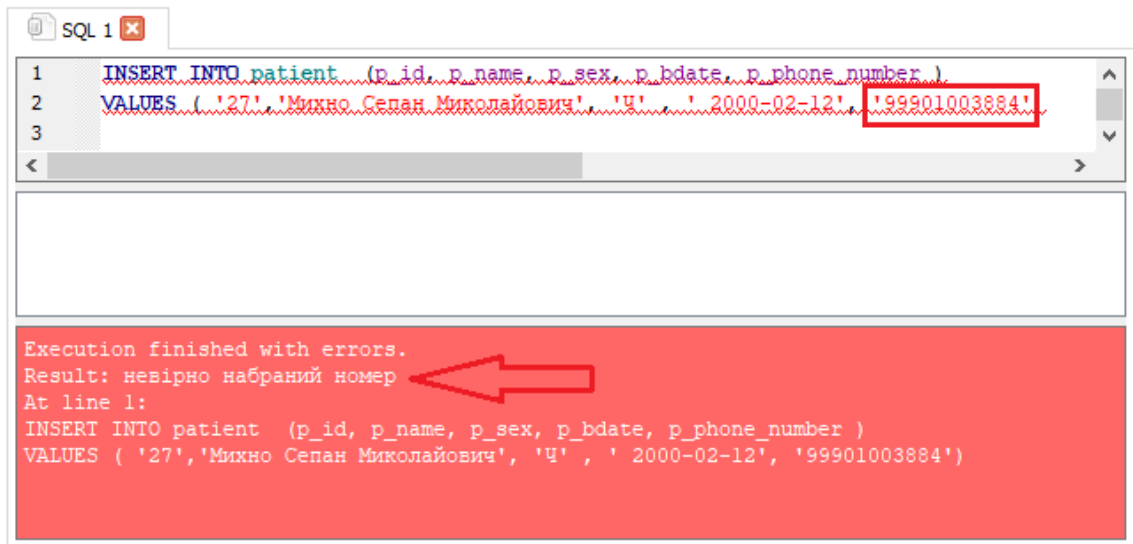 SQL 1
1 INSERT INTO patient (p_id, p_name, p_sex, p_bdate, p_phone_number )
2 VALUES ( '27','Михно Сепан Миколайович', 'Ч' , ' 2000-02-12', '99901003884'
3
Execution finished with errors.
Result: невірно набраний номер
At line 1:
INSERT INTO patient (p_id, p_name, p_sex, p_bdate, p_phone_number )
VALUES ( '27','Михно Сепан Миколайович', 'Ч' , ' 2000-02-12', '99901003884')